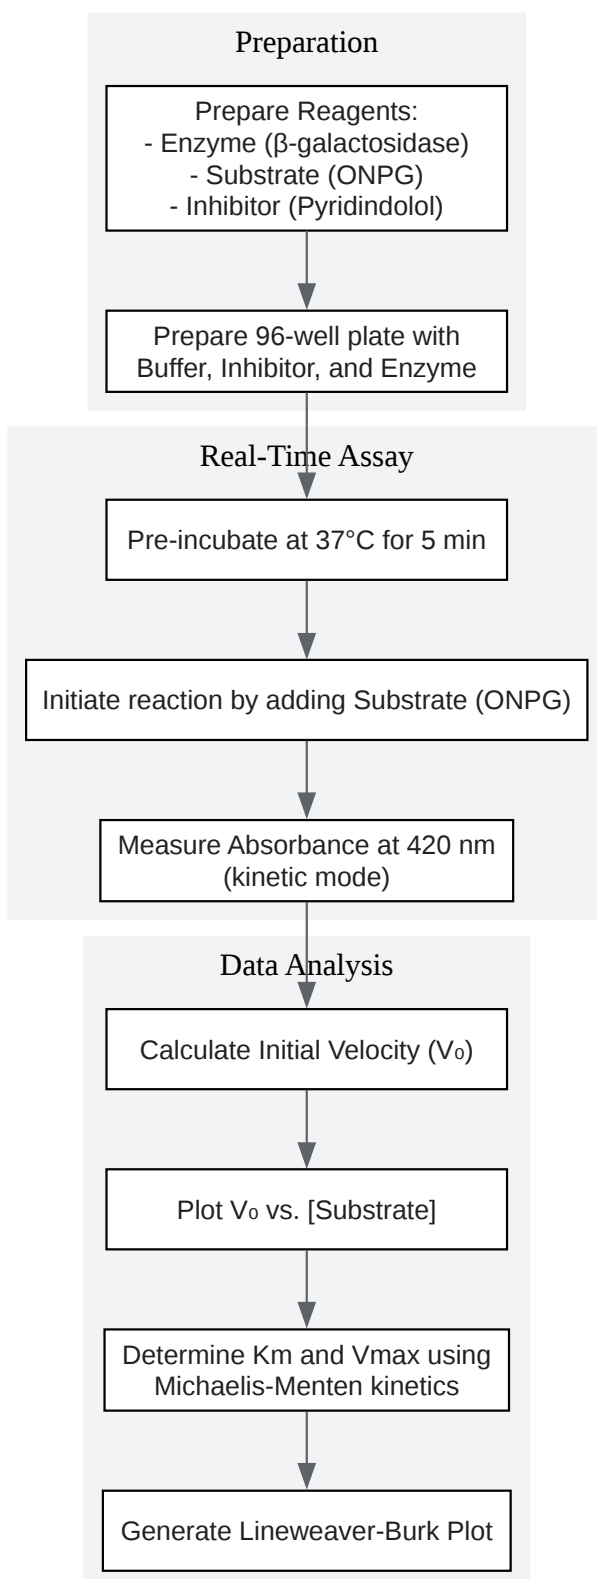 Preparation
Prepare Reagents:
- Enzyme (β-galactosidase)
- Substrate (ONPG)
- Inhibitor (Pyridindolol)
Prepare 96-well plate with
Buffer, Inhibitor, and Enzyme
Real-Time Assay
Pre-incubate at 37°C for 5 min
Initiate reaction by adding Substrate (ONPG)
Measure Absorbance at 420 nm
(kinetic mode)
Data Analysis
Calculate Initial Velocity (V₀)
Plot V₀ vs. [Substrate]
Determine Km and Vmax using
Michaelis-Menten kinetics
Generate Lineweaver-Burk Plot